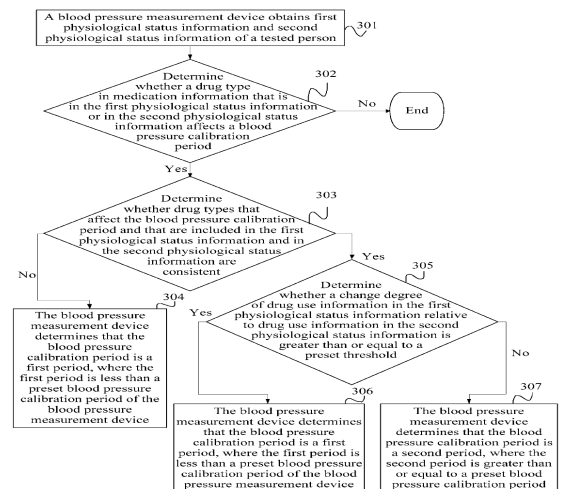 A blood pressure measurement device obtains first
physiological status information and second
physiological status information of a tested person
301
Determine
whether a drug type
in medication information that is
in the first physiological status information
or in the second physiological status
information affects a blood
pressure calibration
period
302
No
End
Yes
Determine
whether drug types that
affect the blood pressure calibration
period and that are included in the first
physiological status information and in
the second physiological status
information are
consistent
303
No
Yes
304
The blood pressure
measurement device
determines that the
blood pressure
calibration period is a
first period, where the
first period is less than a
preset blood pressure
calibration period of the
blood pressure
measurement device
Determine
whether a change degree
of drug use information in the first
physiological status information relative
to drug use information in the second
physiological status information is
greater than or equal to a
preset threshold
305
Yes
No
306
The blood pressure
measurement device determines
that the blood pressure
calibration period is a first
period, where the first period is
less than a preset blood pressure
calibration period of the blood
pressure measurement device
307
The blood pressure
measurement device
determines that the blood
pressure calibration period is
a second period, where the
second period is greater than
or equal to a preset blood
pressure calibration period